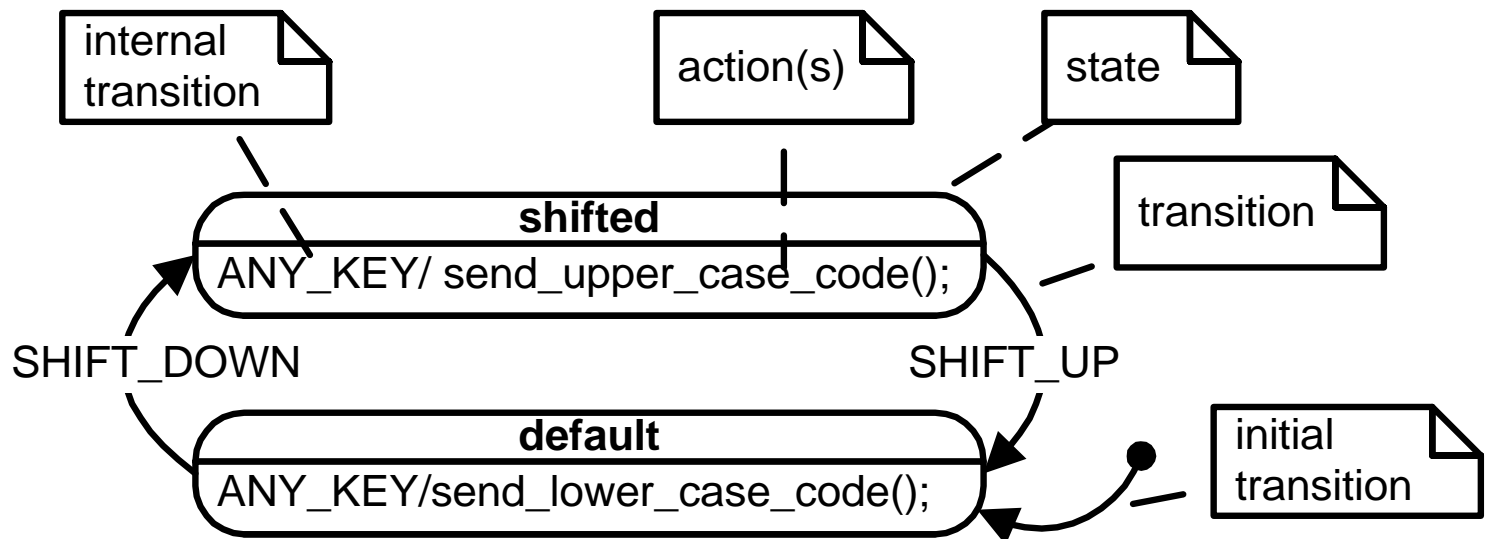 internal
transition
action(s)
state
transition
shifted
ANY_KEY/ send_upper_case_code();
SHIFT_DOWN
SHIFT_UP
default
ANY_KEY/send_lower_case_code();
initial
transition